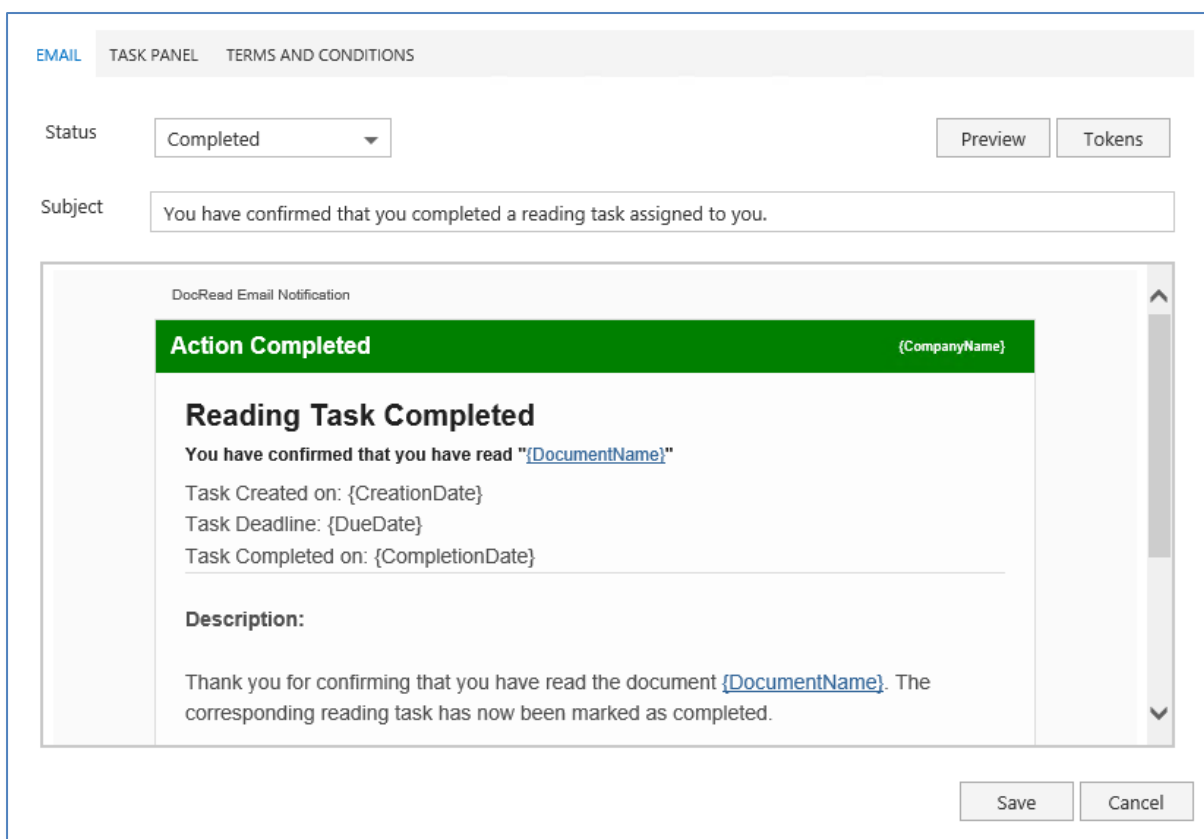 EMAIL TASK PANEL TERMS AND CONDITIONS
Status Completed Preview Tokens
Subject You have confirmed that you completed a reading task assigned to you.
DocRead Email Notification
Action Completed {CompanyName}
Reading Task Completed
You have confirmed that you have read "{DocumentName}"
Task Created on: {CreationDate}
Task Deadline: {DueDate}
Task Completed on: {CompletionDate}
Description:
Thank you for confirming that you have read the document {DocumentName}. The
corresponding reading task has now been marked as completed.
Save Cancel